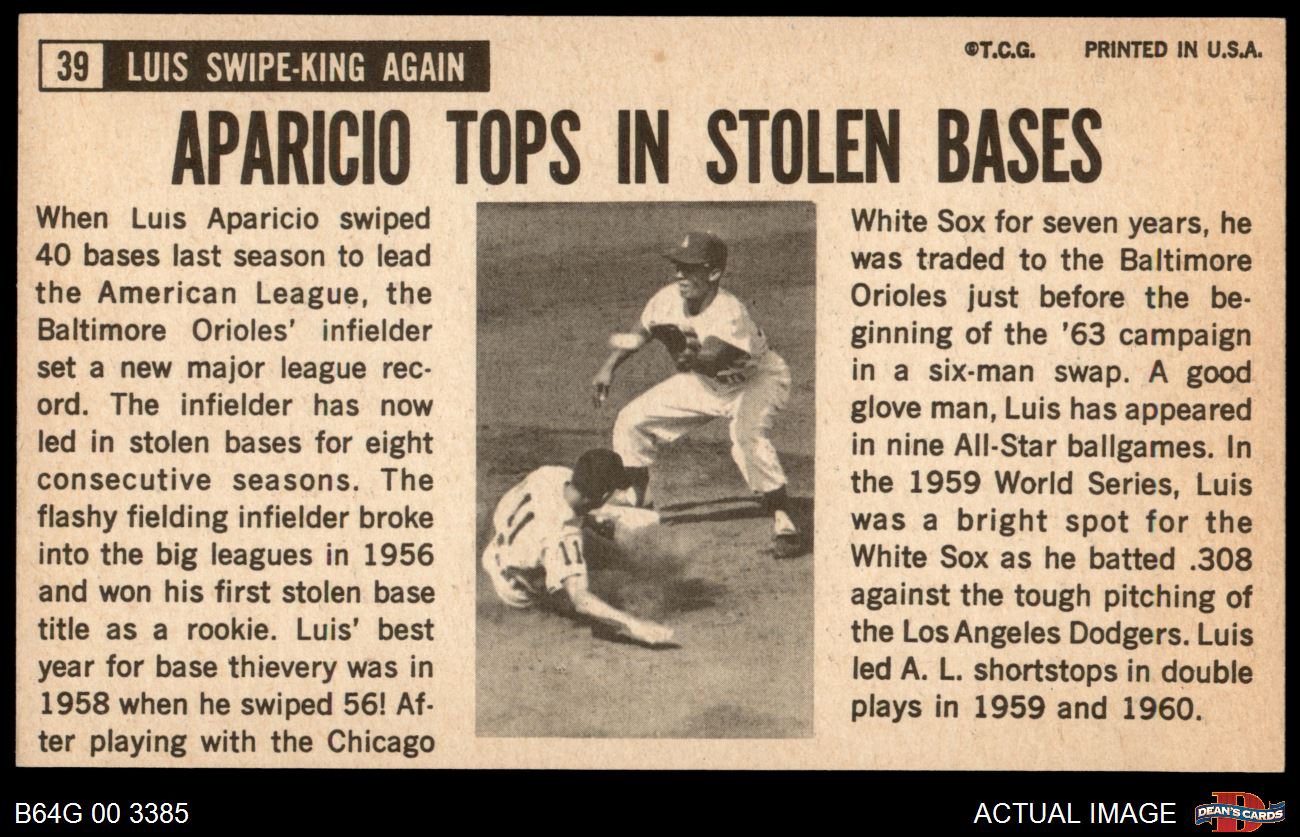 39 LUIS SWIPE-KING AGAIN
©T.C.G. PRINTED IN U.S.A.
APARICIO TOPS IN STOLEN BASES
When Luis Aparicio swiped
40 bases last season to lead
the American League, the
Baltimore Orioles' infielder
set a new major league rec-
ord. The infielder has now
led in stolen bases for eight
consecutive seasons. The
flashy fielding infielder broke
into the big leagues in 1956
and won his first stolen base
title as a rookie. Luis' best
year for base thievery was in
1958 when he swiped 56! Af-
ter playing with the Chicago
11
11
White Sox for seven years, he
was traded to the Baltimore
Orioles just before the be-
ginning of the '63 campaign
in a six-man swap. A good
glove man, Luis has appeared
in nine All-Star ballgames. In
the 1959 World Series, Luis
was a bright spot for the
White Sox as he batted .308
against the tough pitching of
the Los Angeles Dodgers. Luis
led A. L. shortstops in double
plays in 1959 and 1960.
B64G 00 3385
ACTUAL IMAGE
DEAN'S CARDS